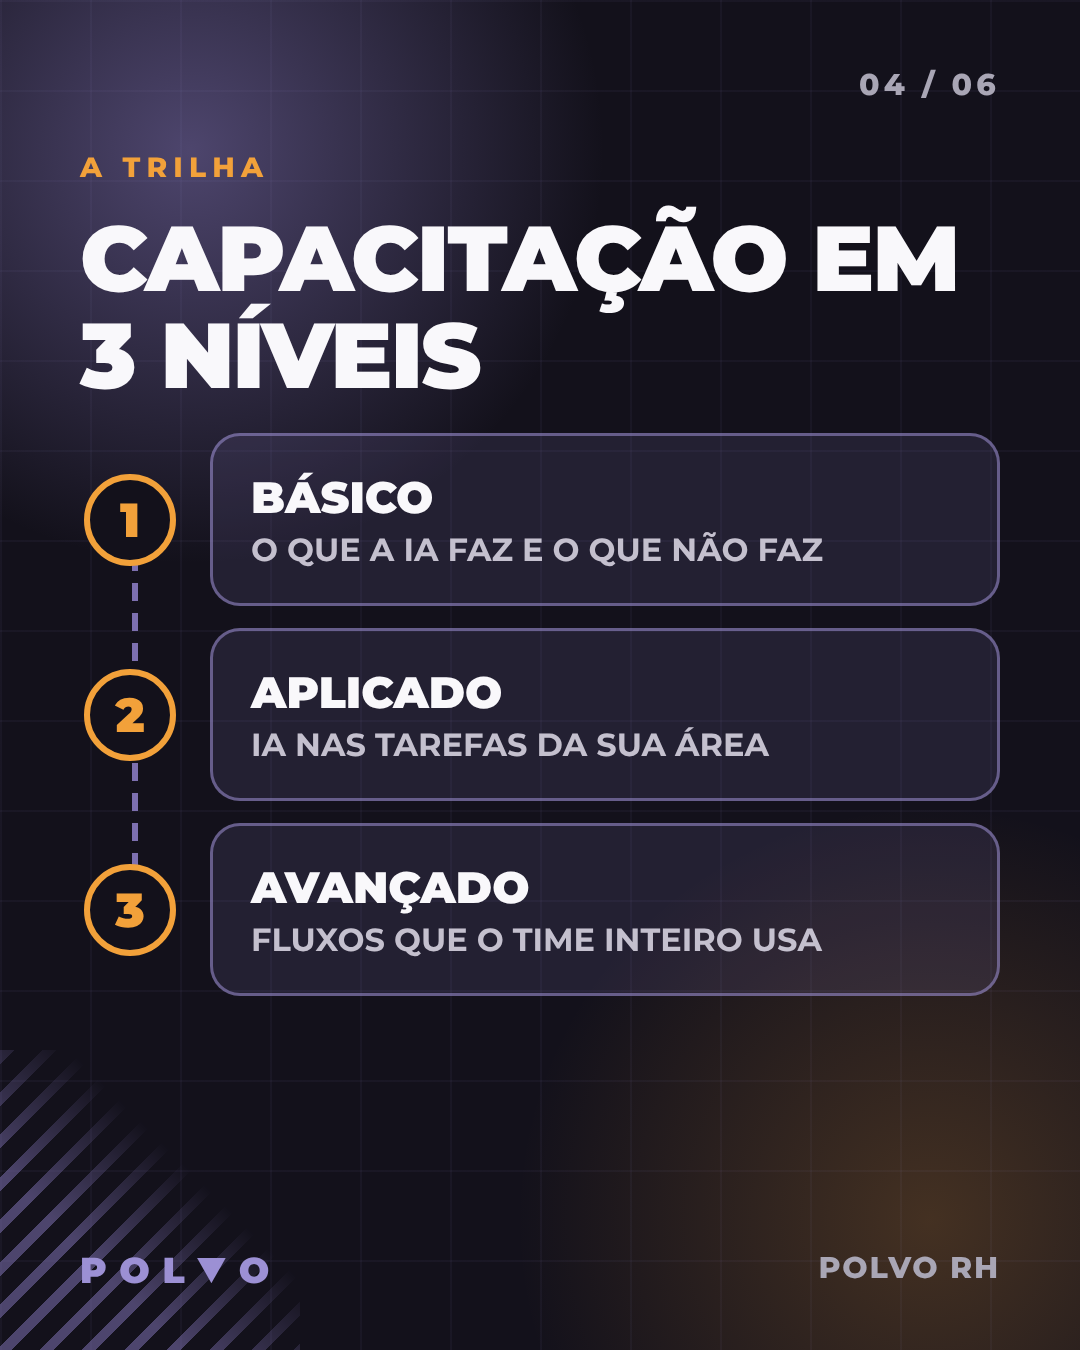 04 / 06
A TRILHA
CAPACITAÇÃO EM
3 NÍVEIS
1
BÁSICO
O QUE A IA FAZ E O QUE NÃO FAZ
2
APLICADO
IA NAS TAREFAS DA SUA ÁREA
3
AVANÇADO
FLUXOS QUE O TIME INTEIRO USA
POLVO
POLVO RH